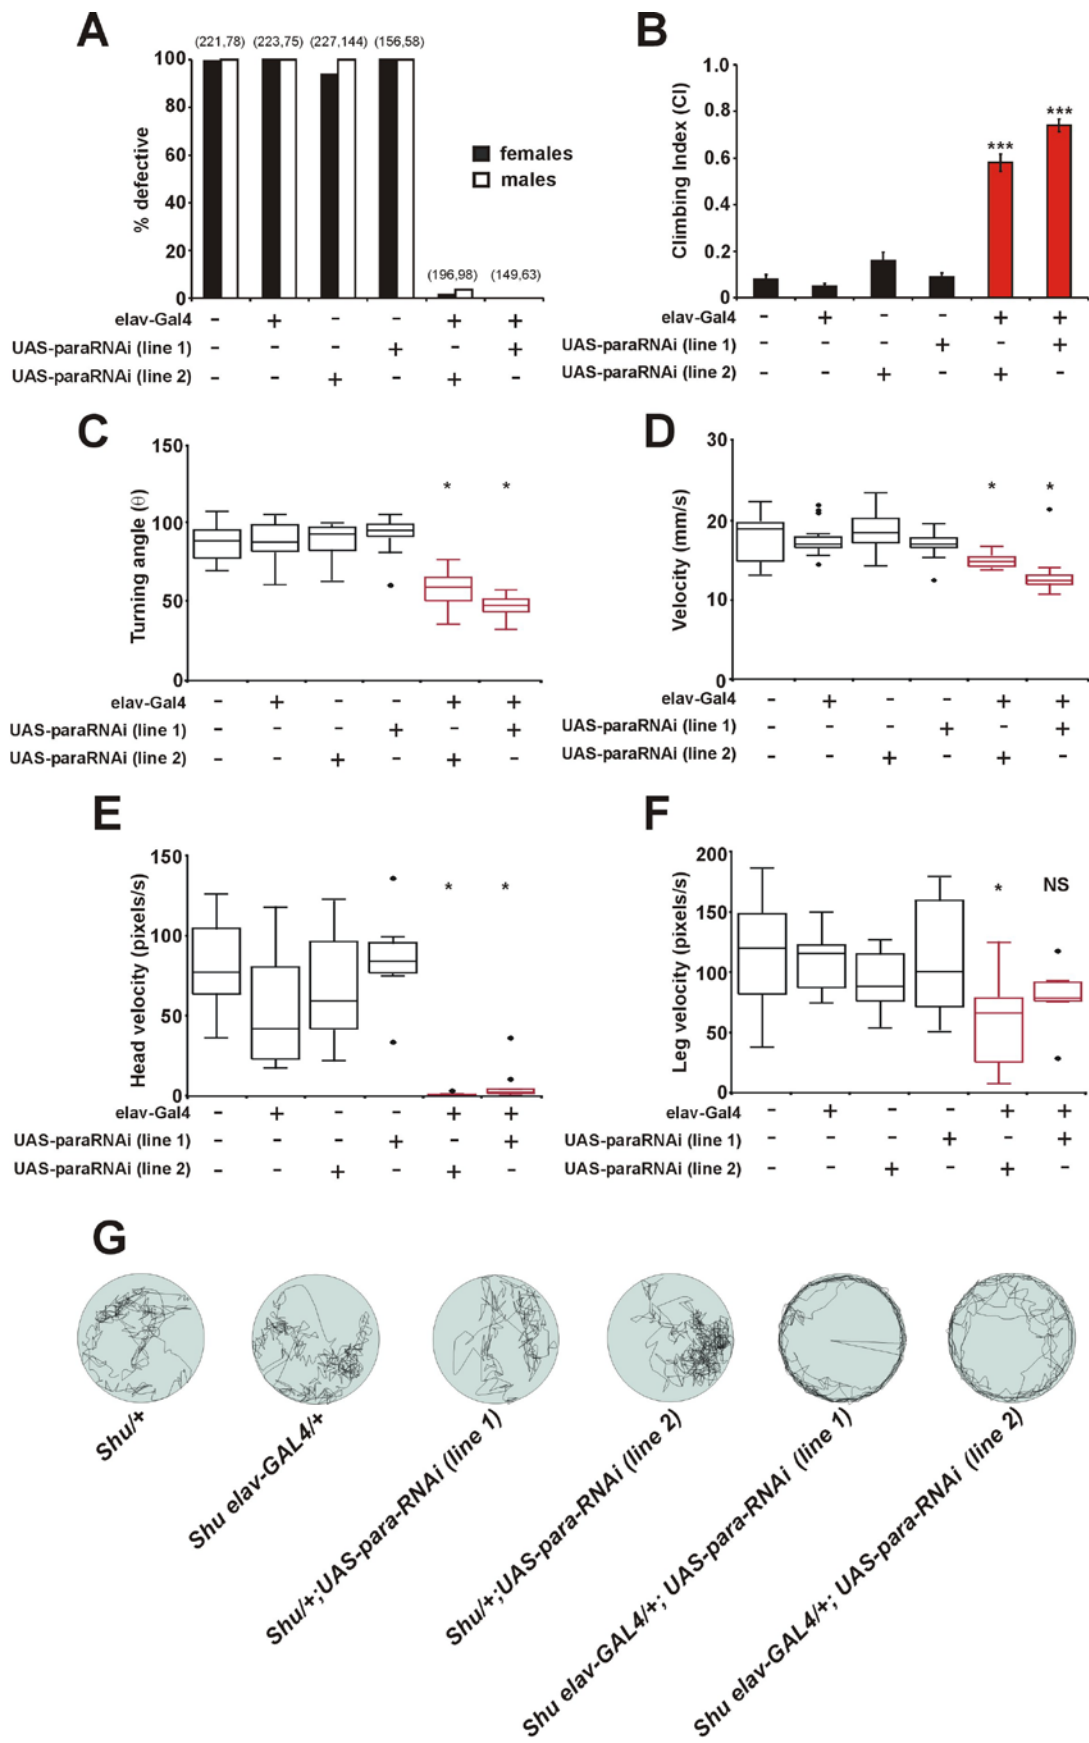 A
(221,78) (223,75) (227,144) (156,58)
100
80
60
40
20
0
% defective
females
males
(196,98) (149,63)
elav-Gal4 - + - - + +
UAS-paraRNAi (line 1) - - - + - +
UAS-paraRNAi (line 2) - - + - + -
B
1.0
0.8
0.6
0.4
0.2
0
Climbing Index (CI)
*** ***
elav-Gal4 - + - - + +
UAS-paraRNAi (line 1) - - - + - +
UAS-paraRNAi (line 2) - - + - + -
C
150
100
50
0
Turning angle (θ)
* *
elav-Gal4 - + - - + +
UAS-paraRNAi (line 1) - - - + - +
UAS-paraRNAi (line 2) - - + - + -
D
30
20
10
0
Velocity (mm/s)
* *
elav-Gal4 - + - - + +
UAS-paraRNAi (line 1) - - - + - +
UAS-paraRNAi (line 2) - - + - + -
E
150
100
50
0
Head velocity (pixels/s)
* *
elav-Gal4 - + - - + +
UAS-paraRNAi (line 1) - - - + - +
UAS-paraRNAi (line 2) - - + - + -
F
200
150
100
50
0
Leg velocity (pixels/s)
* NS
elav-Gal4 - + - - + +
UAS-paraRNAi (line 1) - - - + - +
UAS-paraRNAi (line 2) - - + - + -
G
Shu/+
Shu elav-GAL4/+
Shu/+;UAS-para-RNAi (line 1)
Shu/+;UAS-para-RNAi (line 2)
Shu elav-GAL4/+; UAS-para-RNAi (line 1)
Shu elav-GAL4/+; UAS-para-RNAi (line 2)